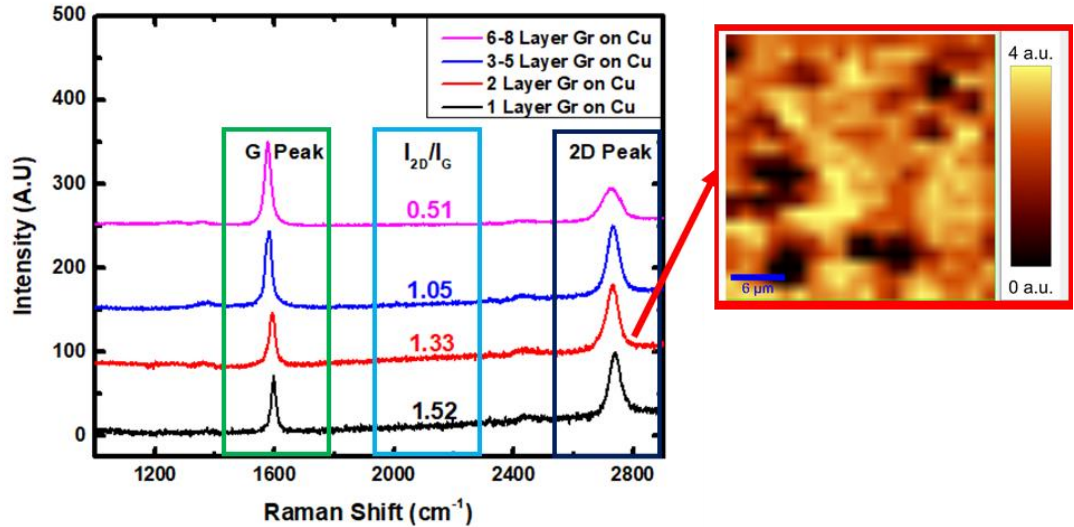 500
400
300
200
100
0
Intensity (A.U)
6-8 Layer Gr on Cu
3-5 Layer Gr on Cu
2 Layer Gr on Cu
1 Layer Gr on Cu
G Peak
I2D/IG
2D Peak
0.51
1.05
1.33
1.52
1200
1600
2000
2400
2800
Raman Shift (cm-1)
4 a.u.
0 a.u.
6 µm